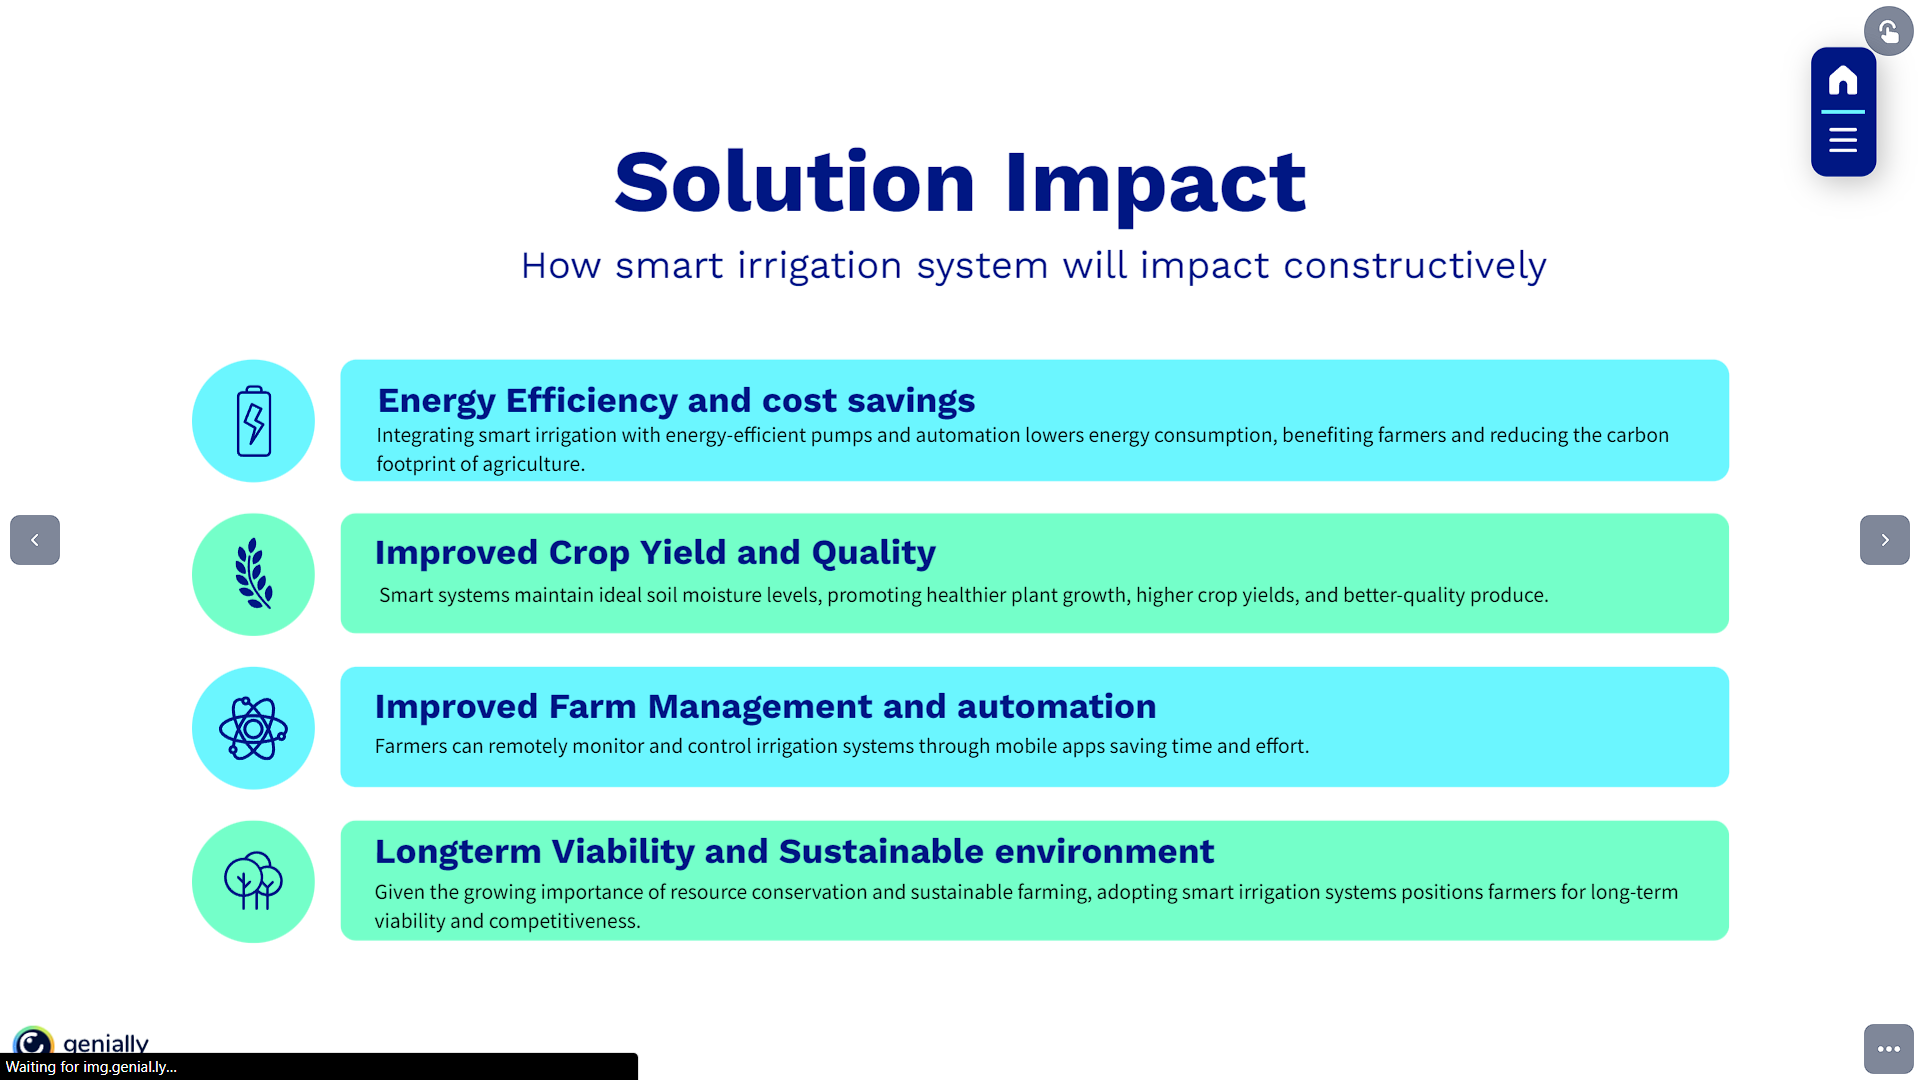 Solution Impact
How smart irrigation system will impact constructively
Energy Efficiency and cost savings
Integrating smart irrigation with energy-efficient pumps and automation lowers energy consumption, benefiting farmers and reducing the carbon
footprint of agriculture.
Improved Crop Yield and Quality
Smart systems maintain ideal soil moisture levels, promoting healthier plant growth, higher crop yields, and better-quality produce.
Improved Farm Management and automation
Farmers can remotely monitor and control irrigation systems through mobile apps saving time and effort.
Longterm Viability and Sustainable environment
Given the growing importance of resource conservation and sustainable farming, adopting smart irrigation systems positions farmers for long-term
viability and competitiveness.
genially
Waiting for img.genial.ly...